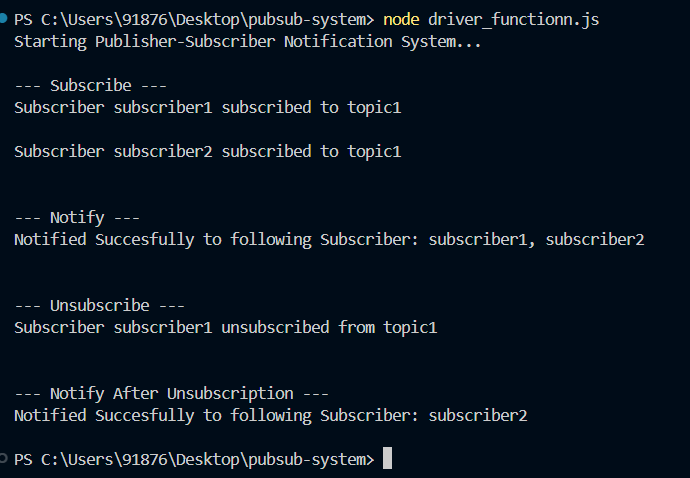 PS C:\Users\91876\Desktop\pubsub-system> node driver_functionn.js
Starting Publisher-Subscriber Notification System...
--- Subscribe ---
Subscriber subscriber1 subscribed to topic1
Subscriber subscriber2 subscribed to topic1
--- Notify ---
Notified Succesfully to following Subscriber: subscriber1, subscriber2
--- Unsubscribe ---
Subscriber subscriber1 unsubscribed from topic1
--- Notify After Unsubscription ---
Notified Succesfully to following Subscriber: subscriber2
PS C:\Users\91876\Desktop\pubsub-system>